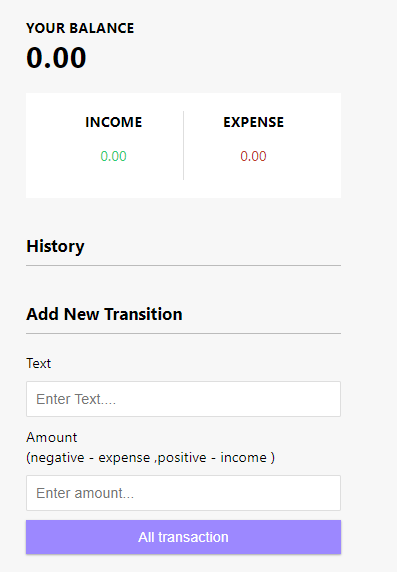 YOUR BALANCE
0.00
INCOME EXPENSE
0.00 0.00
History
Add New Transition
Text
Enter Text....
Amount
(negative - expense ,positive - income )
Enter amount...
All transaction